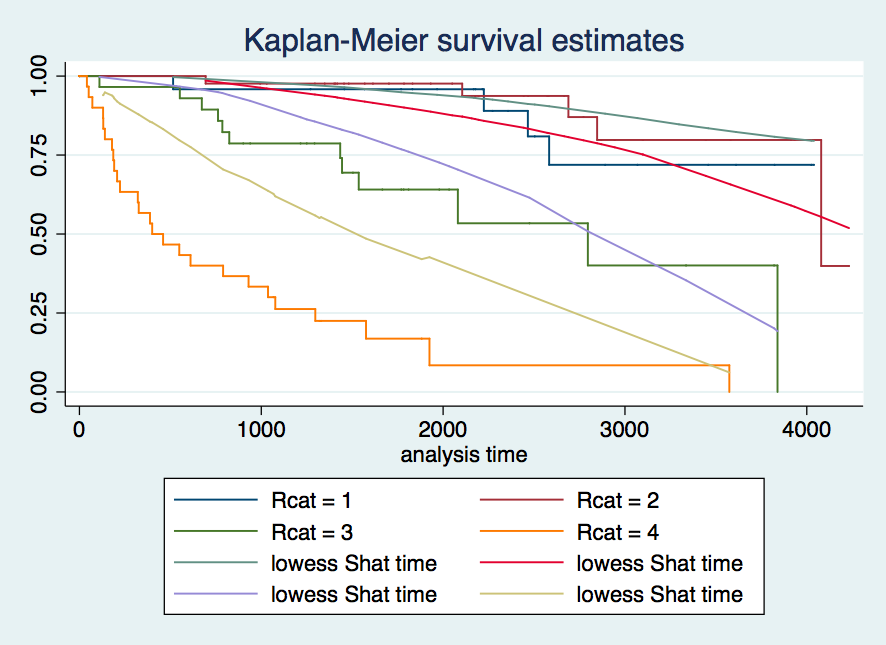 Kaplan-Meier survival estimates
1.00
0.75
0.50
0.25
0.00
0 1000 2000 3000 4000
analysis time
Rcat = 1 Rcat = 2
Rcat = 3 Rcat = 4
lowess Shat time lowess Shat time
lowess Shat time lowess Shat time